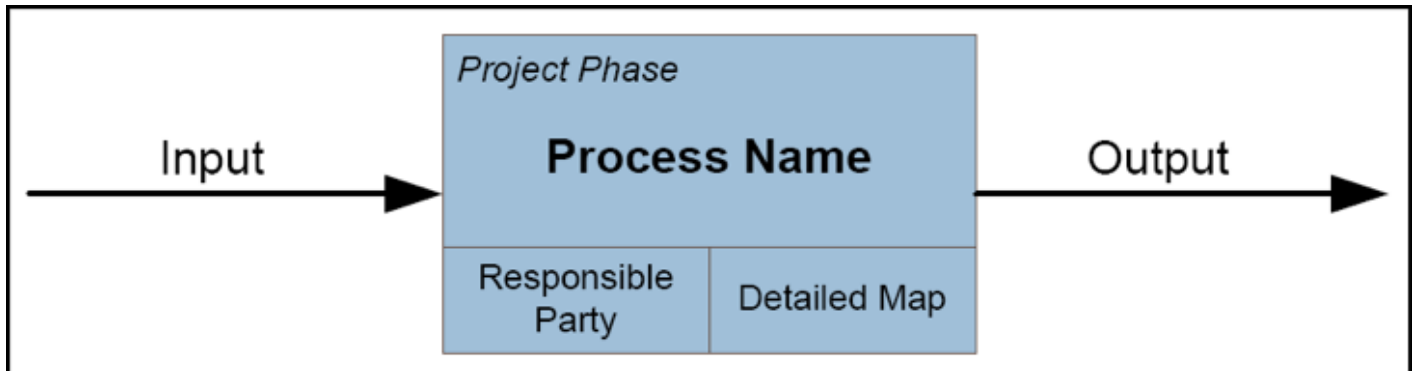 Project Phase
Input
Process Name
Output
Responsible
Party
Detailed Map